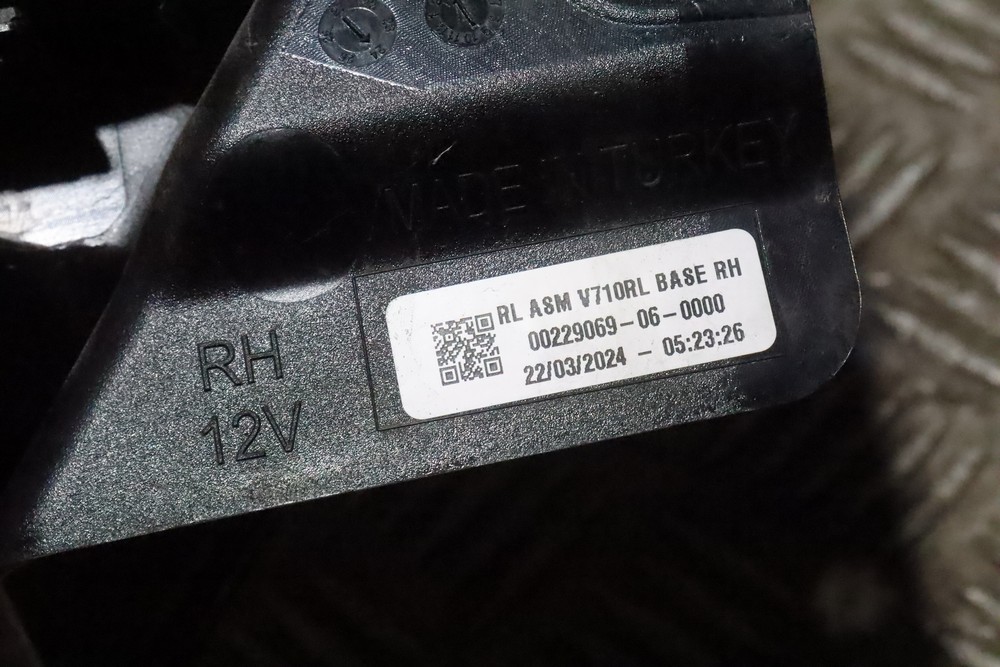 MADE IN TURKEY
RL ASM V710RL BASE RH
00229069-06-0000
22/03/2024 - 05:23:26
RH
12V